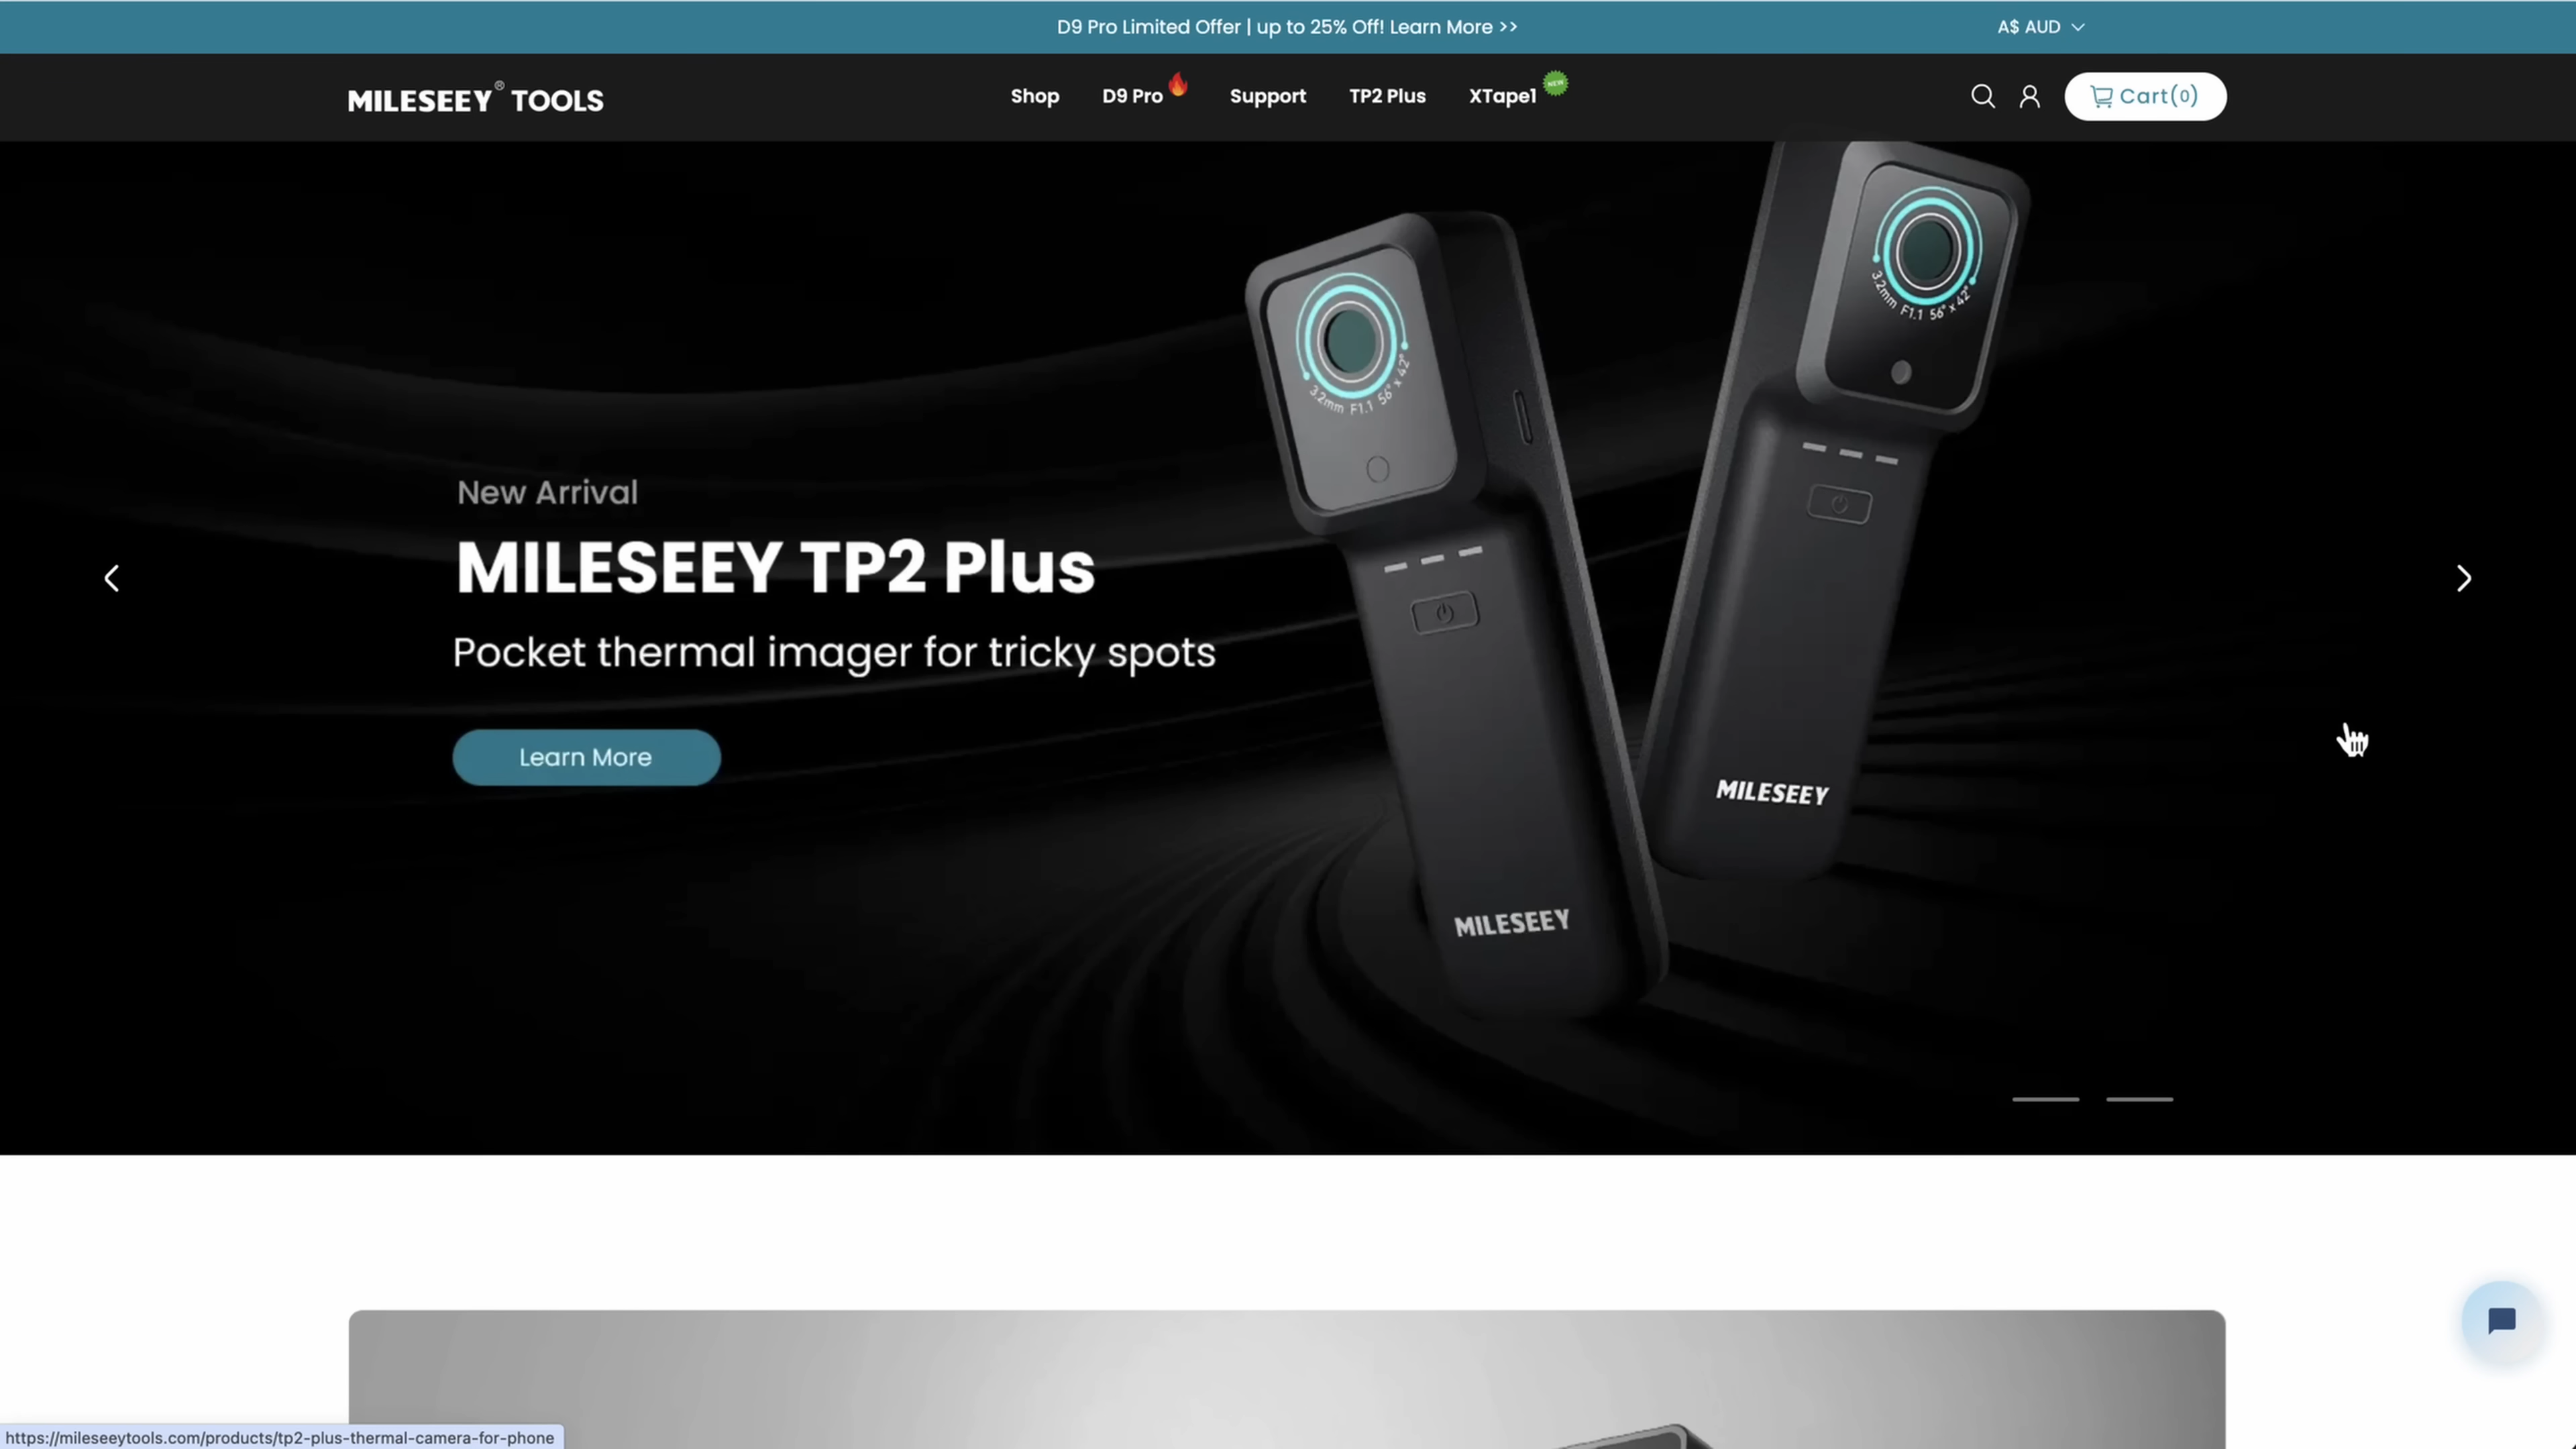 D9 Pro Limited Offer | up to 25% Off! Learn More >>
A$ AUD
MILESEEY® TOOLS
Shop
D9 Pro
Support
TP2 Plus
XTape1
NEW
Cart(0)
3.2mm F1.1 56° x 42°
3.2mm F1.1 56° x 42°
New Arrival
MILESEEY TP2 Plus
Pocket thermal imager for tricky spots
Learn More
MILESEEY
MILESEEY
https://mileseeytools.com/products/tp2-plus-thermal-camera-for-phone